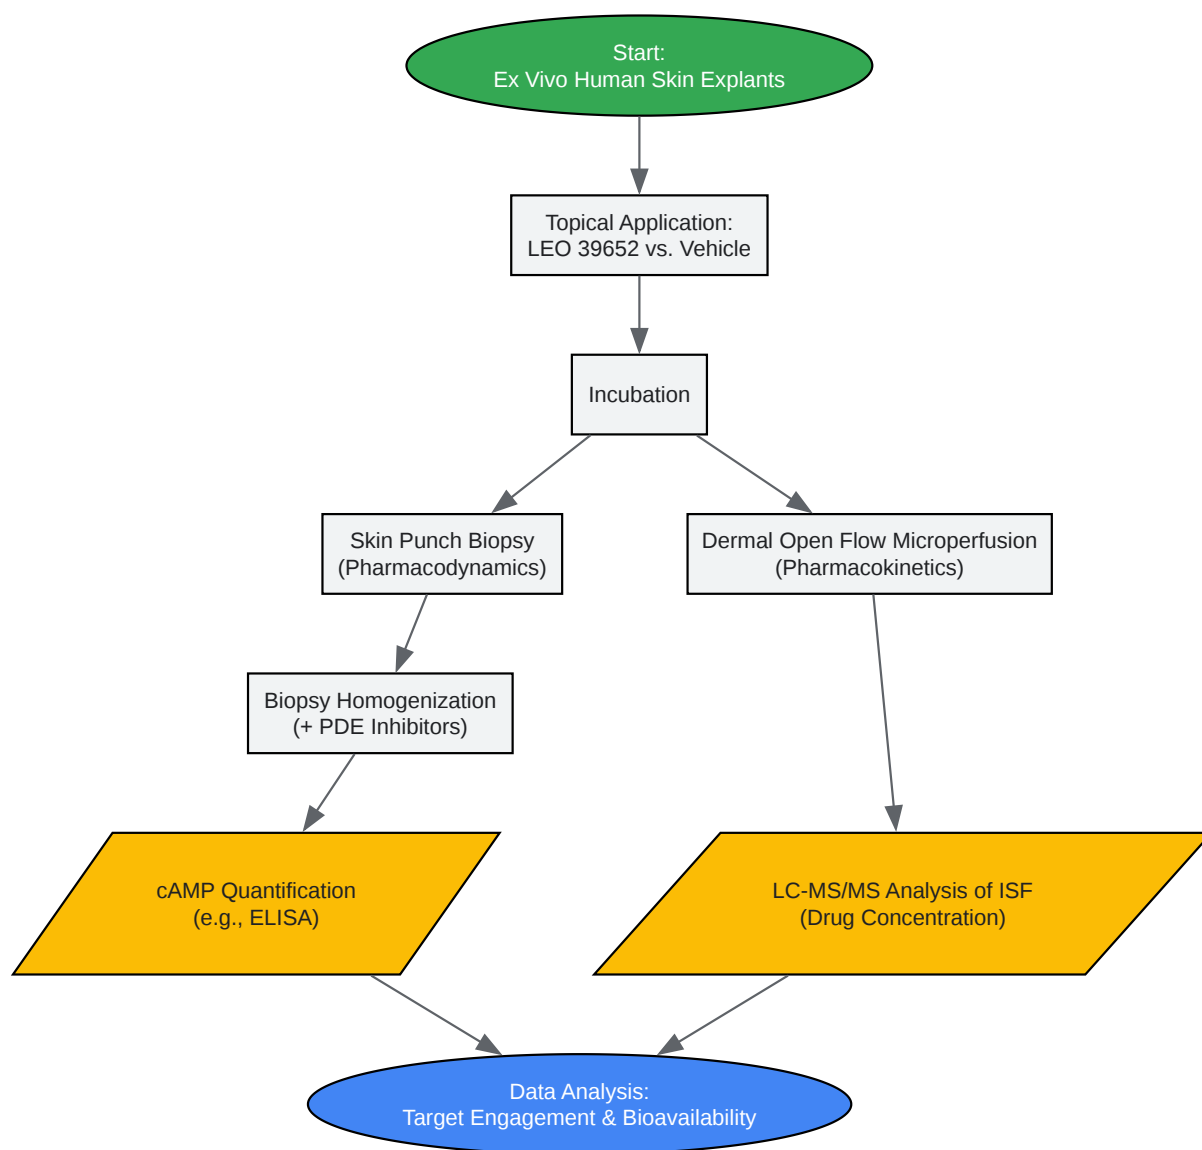 Start:
Ex Vivo Human Skin Explants
Topical Application:
LEO 39652 vs. Vehicle
Incubation
Skin Punch Biopsy
(Pharmacodynamics)
Dermal Open Flow Microperfusion
(Pharmacokinetics)
Biopsy Homogenization
(+ PDE Inhibitors)
cAMP Quantification
(e.g., ELISA)
LC-MS/MS Analysis of ISF
(Drug Concentration)
Data Analysis:
Target Engagement & Bioavailability